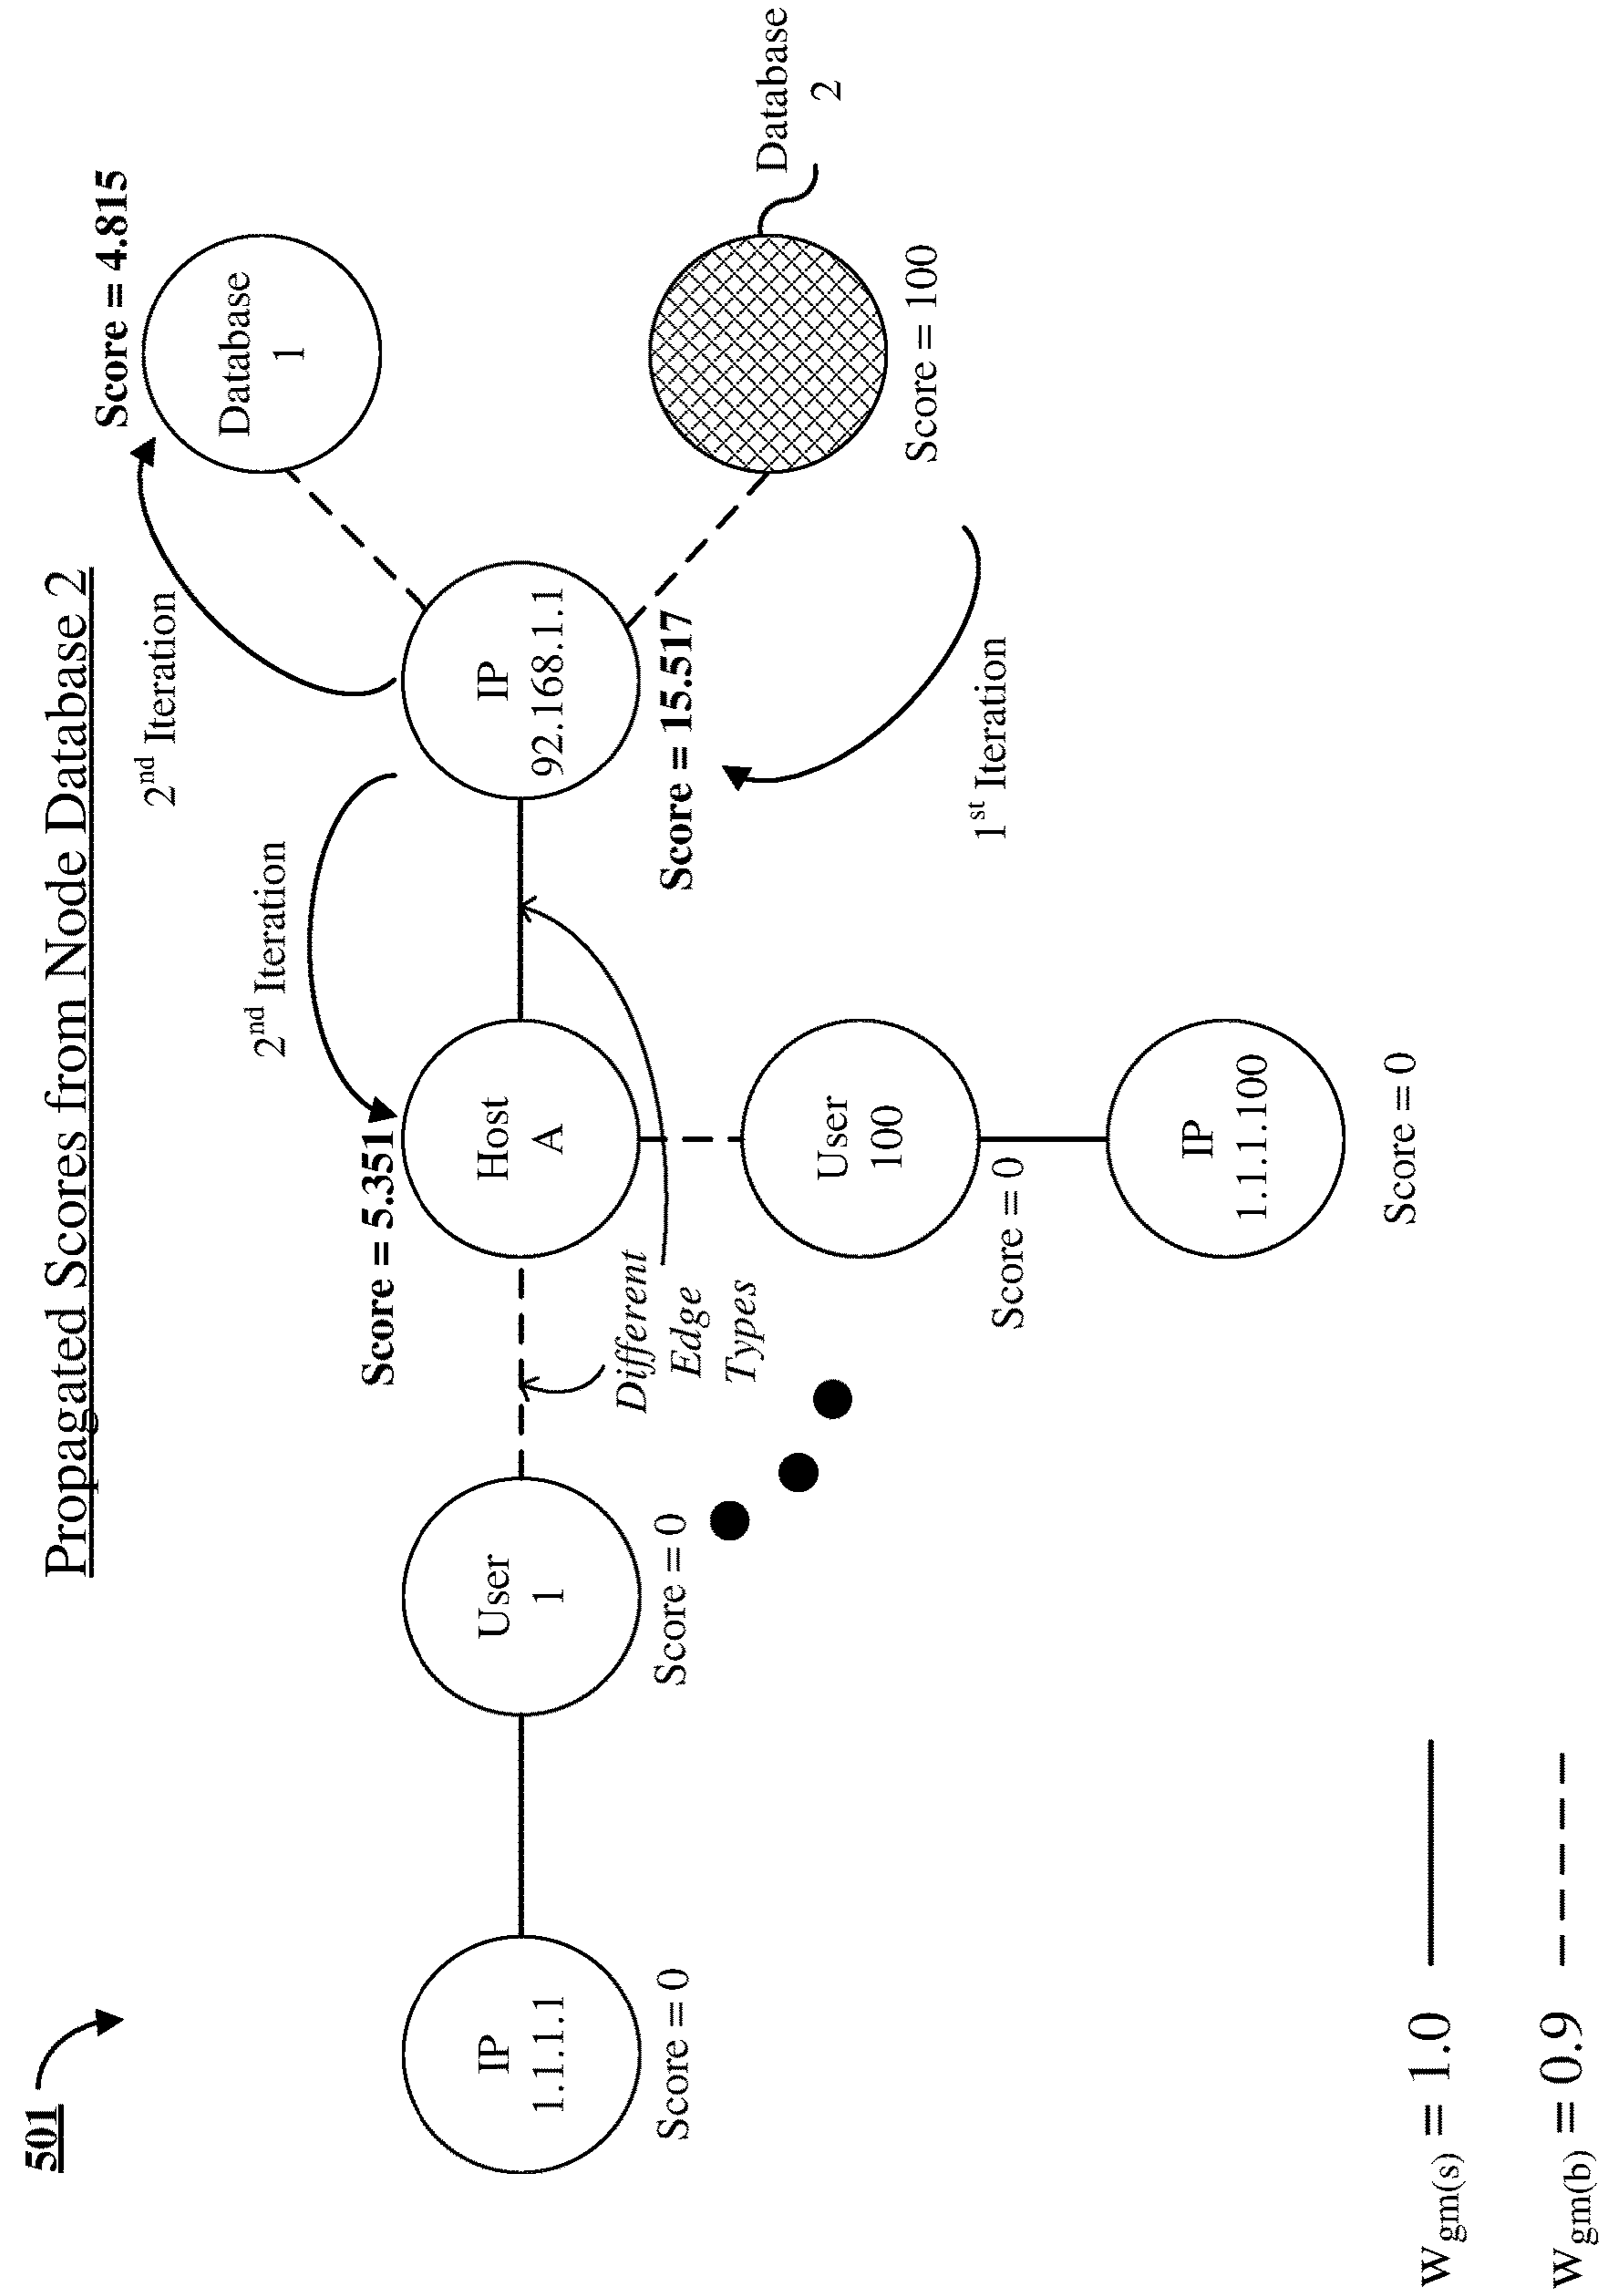 501
Propagated Scores from Node Database 2
2nd Iteration
Score = 4.815
Database
1
2nd Iteration
Score = 5.351
IP
1.1.1.1
Score = 0
User
1
Score = 0
Host
A
IP
92.168.1.1
Score = 15.517
Different
Edge
Types
Database
2
Score = 100
1st Iteration
User
100
Score = 0
IP
1.1.1.100
Score = 0
wgm(s) = 1.0
wgm(b) = 0.9